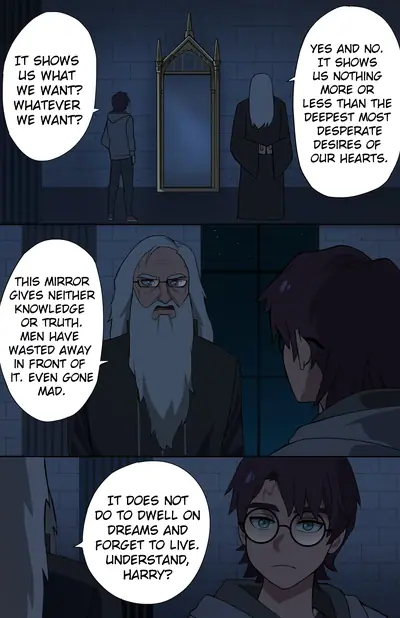 IT SHOWS
US WHAT
WE WANT?
WHATEVER
WE WANT?
YES AND NO.
IT SHOWS
US NOTHING
MORE OR
LESS THAN THE
DEEPEST MOST
DESPERATE
DESIRES OF
OUR HEARTS.
THIS MIRROR
GIVES NEITHER
KNOWLEDGE
OR TRUTH.
MEN HAVE
WASTED AWAY
IN FRONT OF
IT. EVEN GONE
MAD.
IT DOES NOT
DO TO DWELL ON
DREAMS AND
FORGET TO LIVE.
UNDERSTAND,
HARRY?